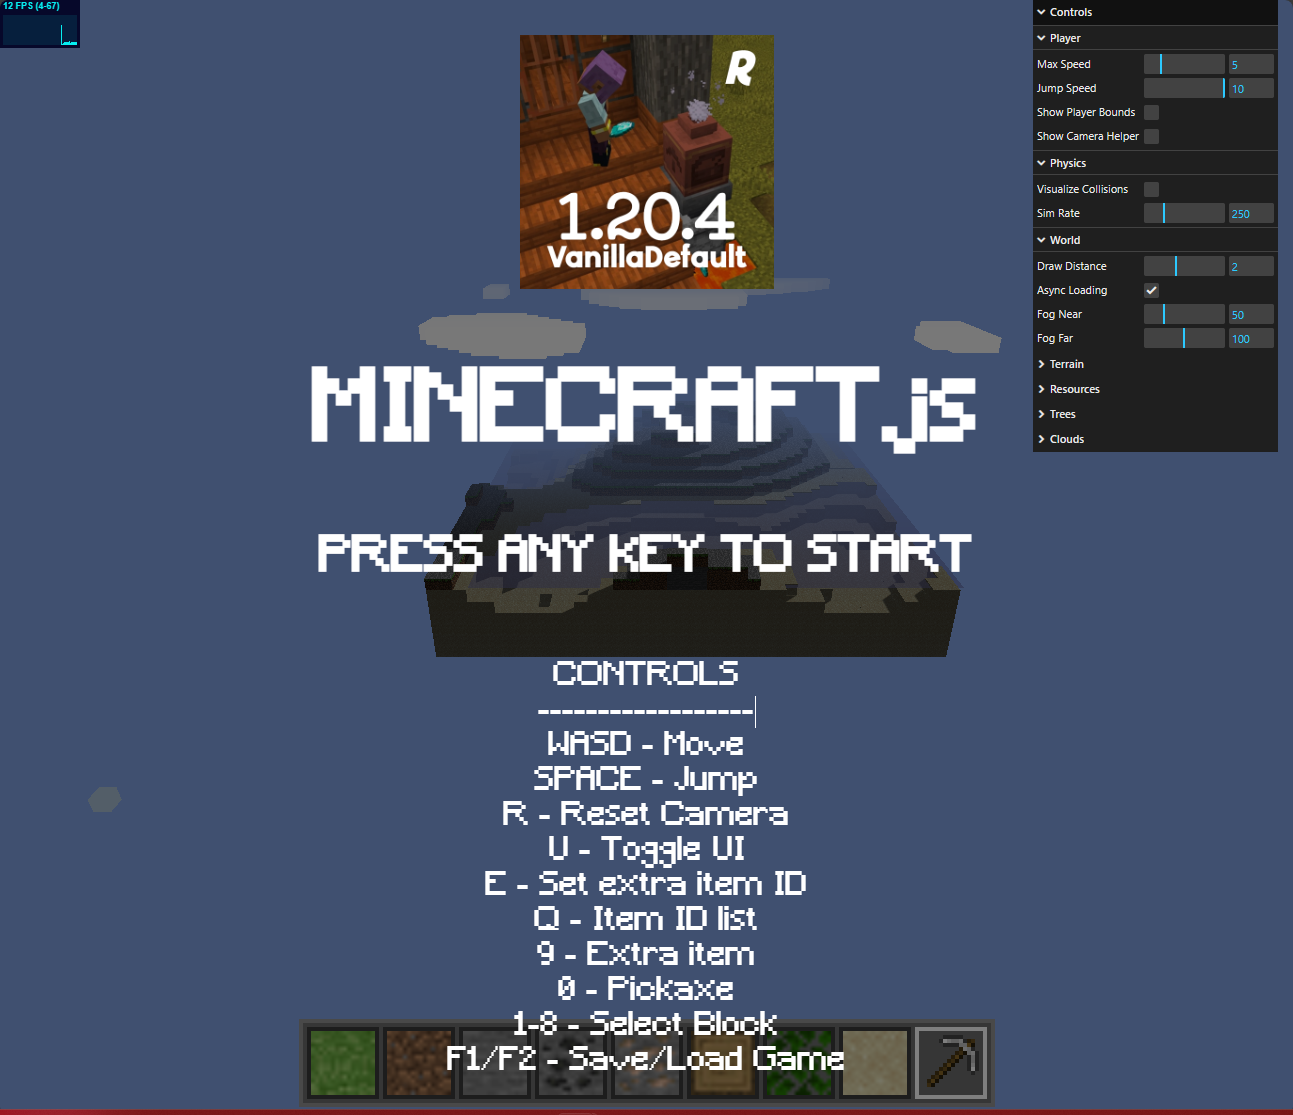 12 FPS (4-67)
R
1.20.4
VanillaDefault
MINECRAFT.js
PRESS ANY KEY TO START
CONTROLS
------------------
WASD - Move
SPACE - Jump
R - Reset Camera
U - Toggle UI
E - Set extra item ID
Q - Item ID list
9 - Extra item
0 - Pickaxe
1-8 - Select Block
F1/F2 - Save/Load Game
Controls
Player
Max Speed 5
Jump Speed 10
Show Player Bounds
Show Camera Helper
Physics
Visualize Collisions
Sim Rate 250
World
Draw Distance 2
Async Loading
Fog Near 50
Fog Far 100
Terrain
Resources
Trees
Clouds